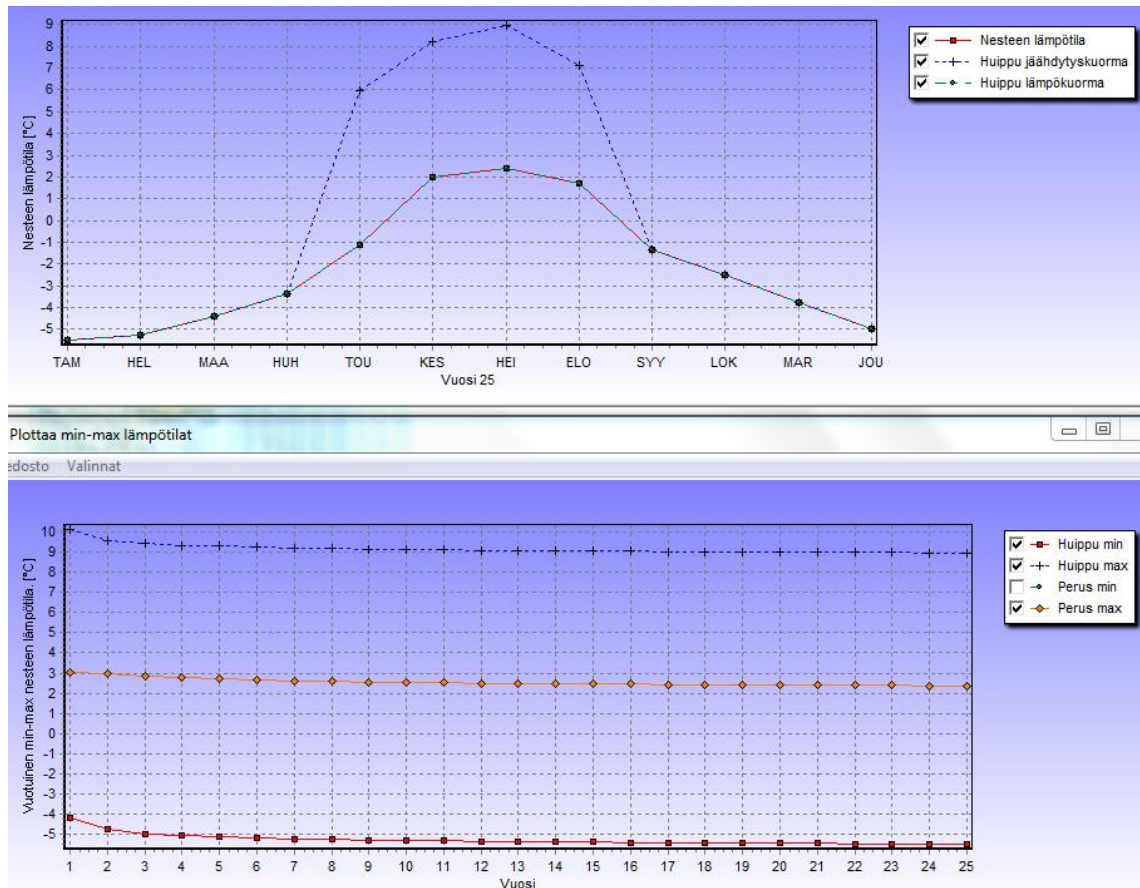 Nesteen lämpötila [°C]
9
8
7
6
5
4
3
2
1
0
-1
-2
-3
-4
-5
TAM HEL MAA HUH TOU KES HEI ELO SYY LOK MAR JOU
Vuosi 25
Nesteen lämpötila
Huippu jäähdytyskuorma
Huippu lämpökuorma
Plottaa min-max lämpötilat
edosto Valinnat
Vuotuinen min-max nesteen lämpötila. [°C]
10
9
8
7
6
5
4
3
2
1
0
-1
-2
-3
-4
-5
1 2 3 4 5 6 7 8 9 10 11 12 13 14 15 16 17 18 19 20 21 22 23 24 25
Vuosi
Huippu min
Huippu max
Perus min
Perus max